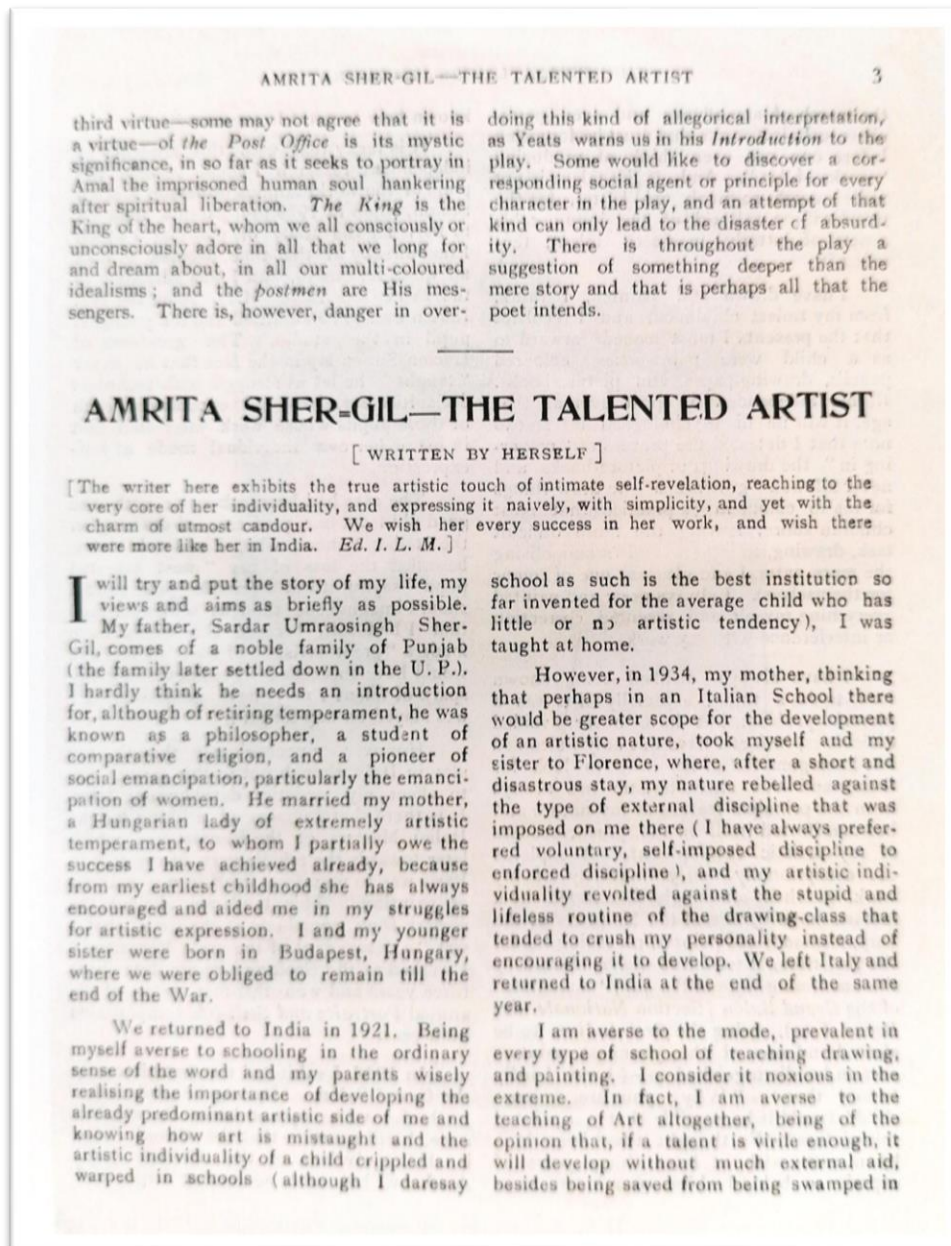 AMRITA SHER-GIL—THE TALENTED ARTIST 3
third virtue—some may not agree that it is
a virtue—of the Post Office is its mystic
significance, in so far as it seeks to portray in
Amal the imprisoned human soul hankering
after spiritual liberation. The King is the
King of the heart, whom we all consciously or
unconsciously adore in all that we long for
and dream about, in all our multi-coloured
idealisms; and the postmen are His mes-
sengers. There is, however, danger in over-
doing this kind of allegorical interpretation,
as Yeats warns us in his Introduction to the
play. Some would like to discover a cor-
responding social agent or principle for every
character in the play, and an attempt of that
kind can only lead to the disaster of absurd-
ity. There is throughout the play a
suggestion of something deeper than the
mere story and that is perhaps all that the
poet intends.
AMRITA SHER-GIL—THE TALENTED ARTIST
[ WRITTEN BY HERSELF ]
[The writer here exhibits the true artistic touch of intimate self-revelation, reaching to the
very core of her individuality, and expressing it naively, with simplicity, and yet with the
charm of utmost candour. We wish her every success in her work, and wish there
were more like her in India. Ed. I. L. M.]
I will try and put the story of my life, my
views and aims as briefly as possible.
My father, Sardar Umraosingh Sher-
Gil, comes of a noble family of Punjab
(the family later settled down in the U. P.).
I hardly think he needs an introduction
for, although of retiring temperament, he was
known as a philosopher, a student of
comparative religion, and a pioneer of
social emancipation, particularly the emanci-
pation of women. He married my mother,
a Hungarian lady of extremely artistic
temperament, to whom I partially owe the
success I have achieved already, because
from my earliest childhood she has always
encouraged and aided me in my struggles
for artistic expression. I and my younger
sister were born in Budapest, Hungary,
where we were obliged to remain till the
end of the War.
We returned to India in 1921. Being
myself averse to schooling in the ordinary
sense of the word and my parents wisely
realising the importance of developing the
already predominant artistic side of me and
knowing how art is mistaught and the
artistic individuality of a child crippled and
warped in schools (although I daresay
school as such is the best institution so
far invented for the average child who has
little or no artistic tendency), I was
taught at home.
However, in 1934, my mother, thinking
that perhaps in an Italian School there
would be greater scope for the development
of an artistic nature, took myself and my
sister to Florence, where, after a short and
disastrous stay, my nature rebelled against
the type of external discipline that was
imposed on me there (I have always prefer-
red voluntary, self-imposed discipline to
enforced discipline), and my artistic indi-
viduality revolted against the stupid and
lifeless routine of the drawing-class that
tended to crush my personality instead of
encouraging it to develop. We left Italy and
returned to India at the end of the same
year.
I am averse to the mode, prevalent in
every type of school of teaching drawing,
and painting. I consider it noxious in the
extreme. In fact, I am averse to the
teaching of Art altogether, being of the
opinion that, if a talent is virile enough, it
will develop without much external aid,
besides being saved from being swamped in